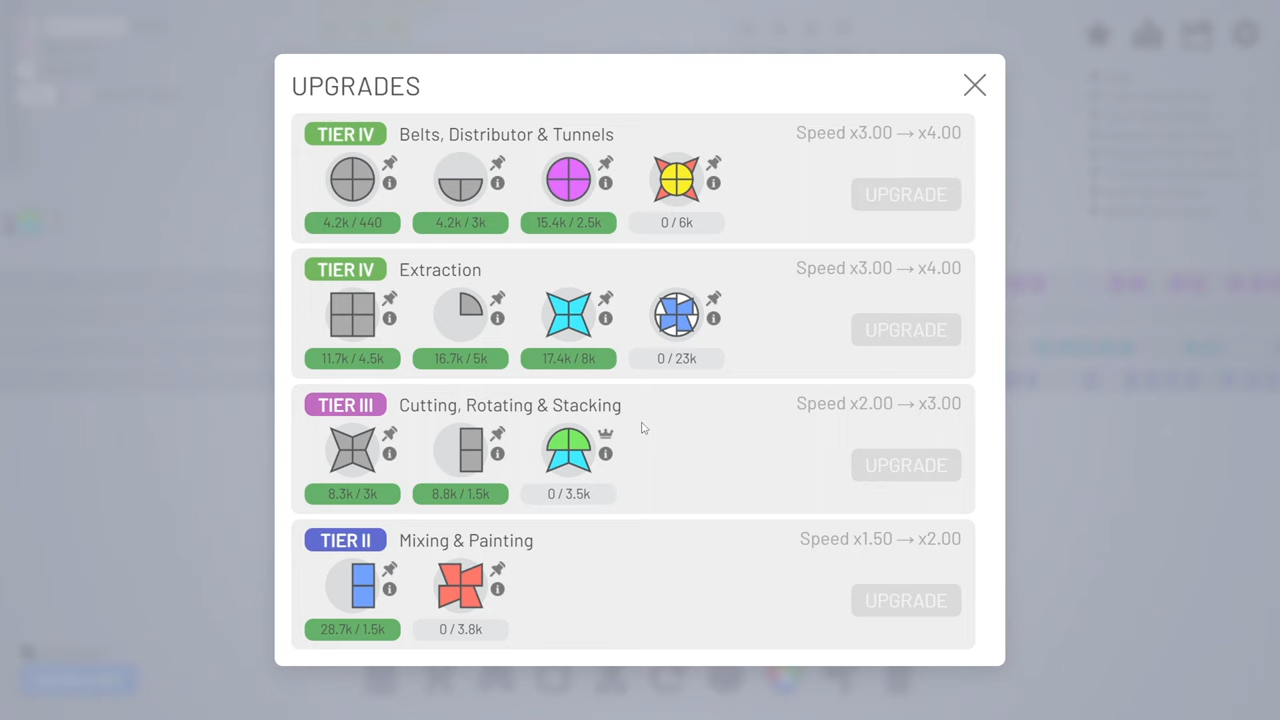 UPGRADES
TIER IV Belts, Distributor & Tunnels Speed x3.00 → x4.00
UPGRADE
4.2k / 440 4.2k / 3k 15.4k / 2.5k 0 / 6k
TIER IV Extraction Speed x3.00 → x4.00
UPGRADE
11.7k / 4.5k 16.7k / 5k 17.4k / 8k 0 / 23k
TIER III Cutting, Rotating & Stacking Speed x2.00 → x3.00
UPGRADE
8.3k / 3k 8.8k / 1.5k 0 / 3.5k
TIER II Mixing & Painting Speed x1.50 → x2.00
UPGRADE
28.7k / 1.5k 0 / 3.8k